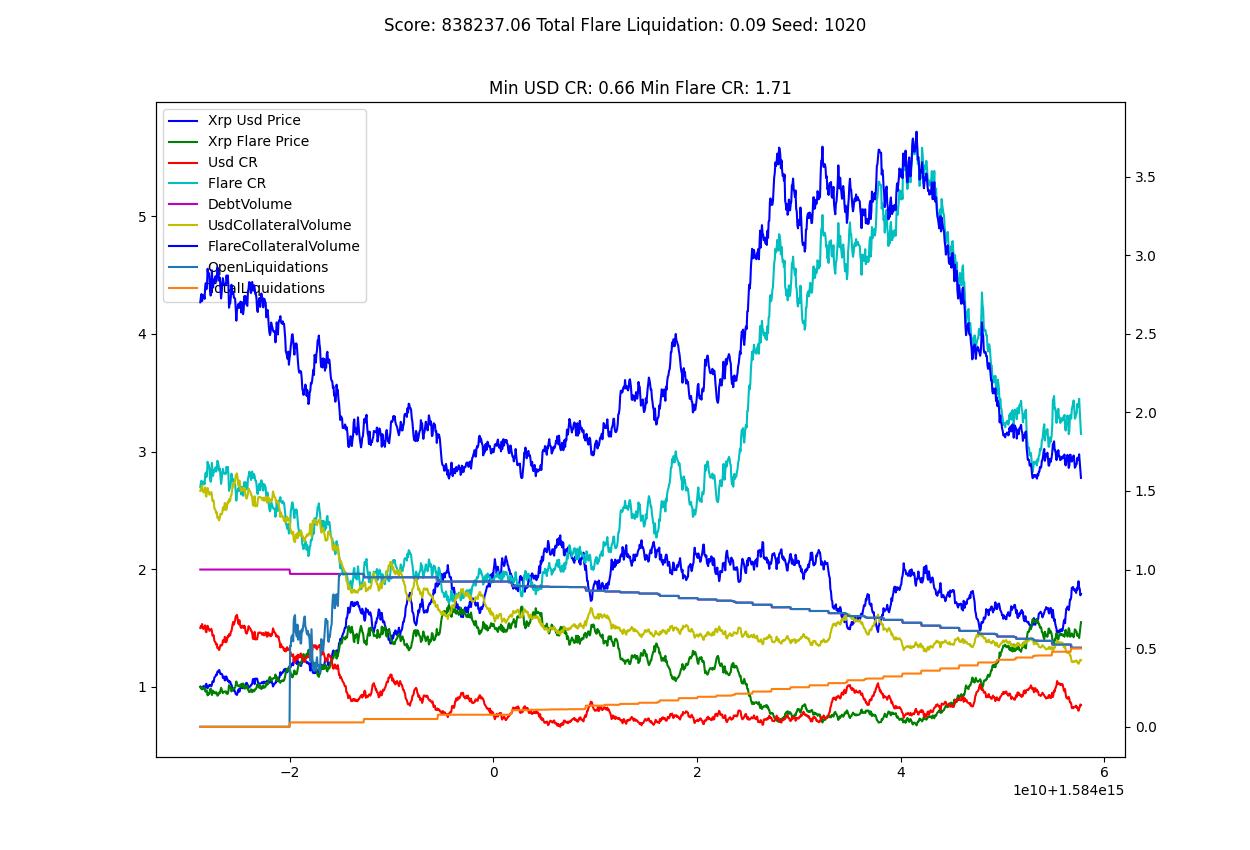 Score: 838237.06 Total Flare Liquidation: 0.09 Seed: 1020
Min USD CR: 0.66 Min Flare CR: 1.71
Xrp Usd Price
Xrp Flare Price
Usd CR
Flare CR
DebtVolume
UsdCollateralVolume
FlareCollateralVolume
OpenLiquidations
TotalLiquidations
5
4
3
2
1
3.5
3.0
2.5
2.0
1.5
1.0
0.5
0.0
−2
0
2
4
6
1e10+1.584e15